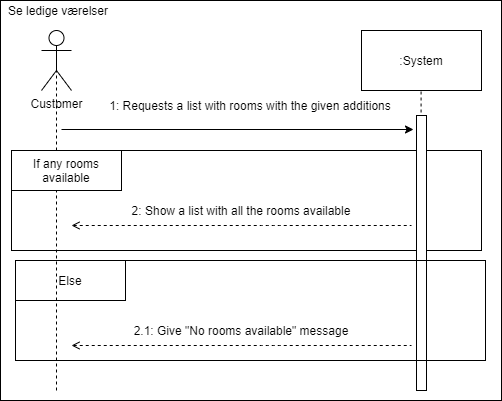 Se ledige værelser
:System
Customer
1: Requests a list with rooms with the given additions
If any rooms
available
2: Show a list with all the rooms available
Else
2.1: Give "No rooms available" message